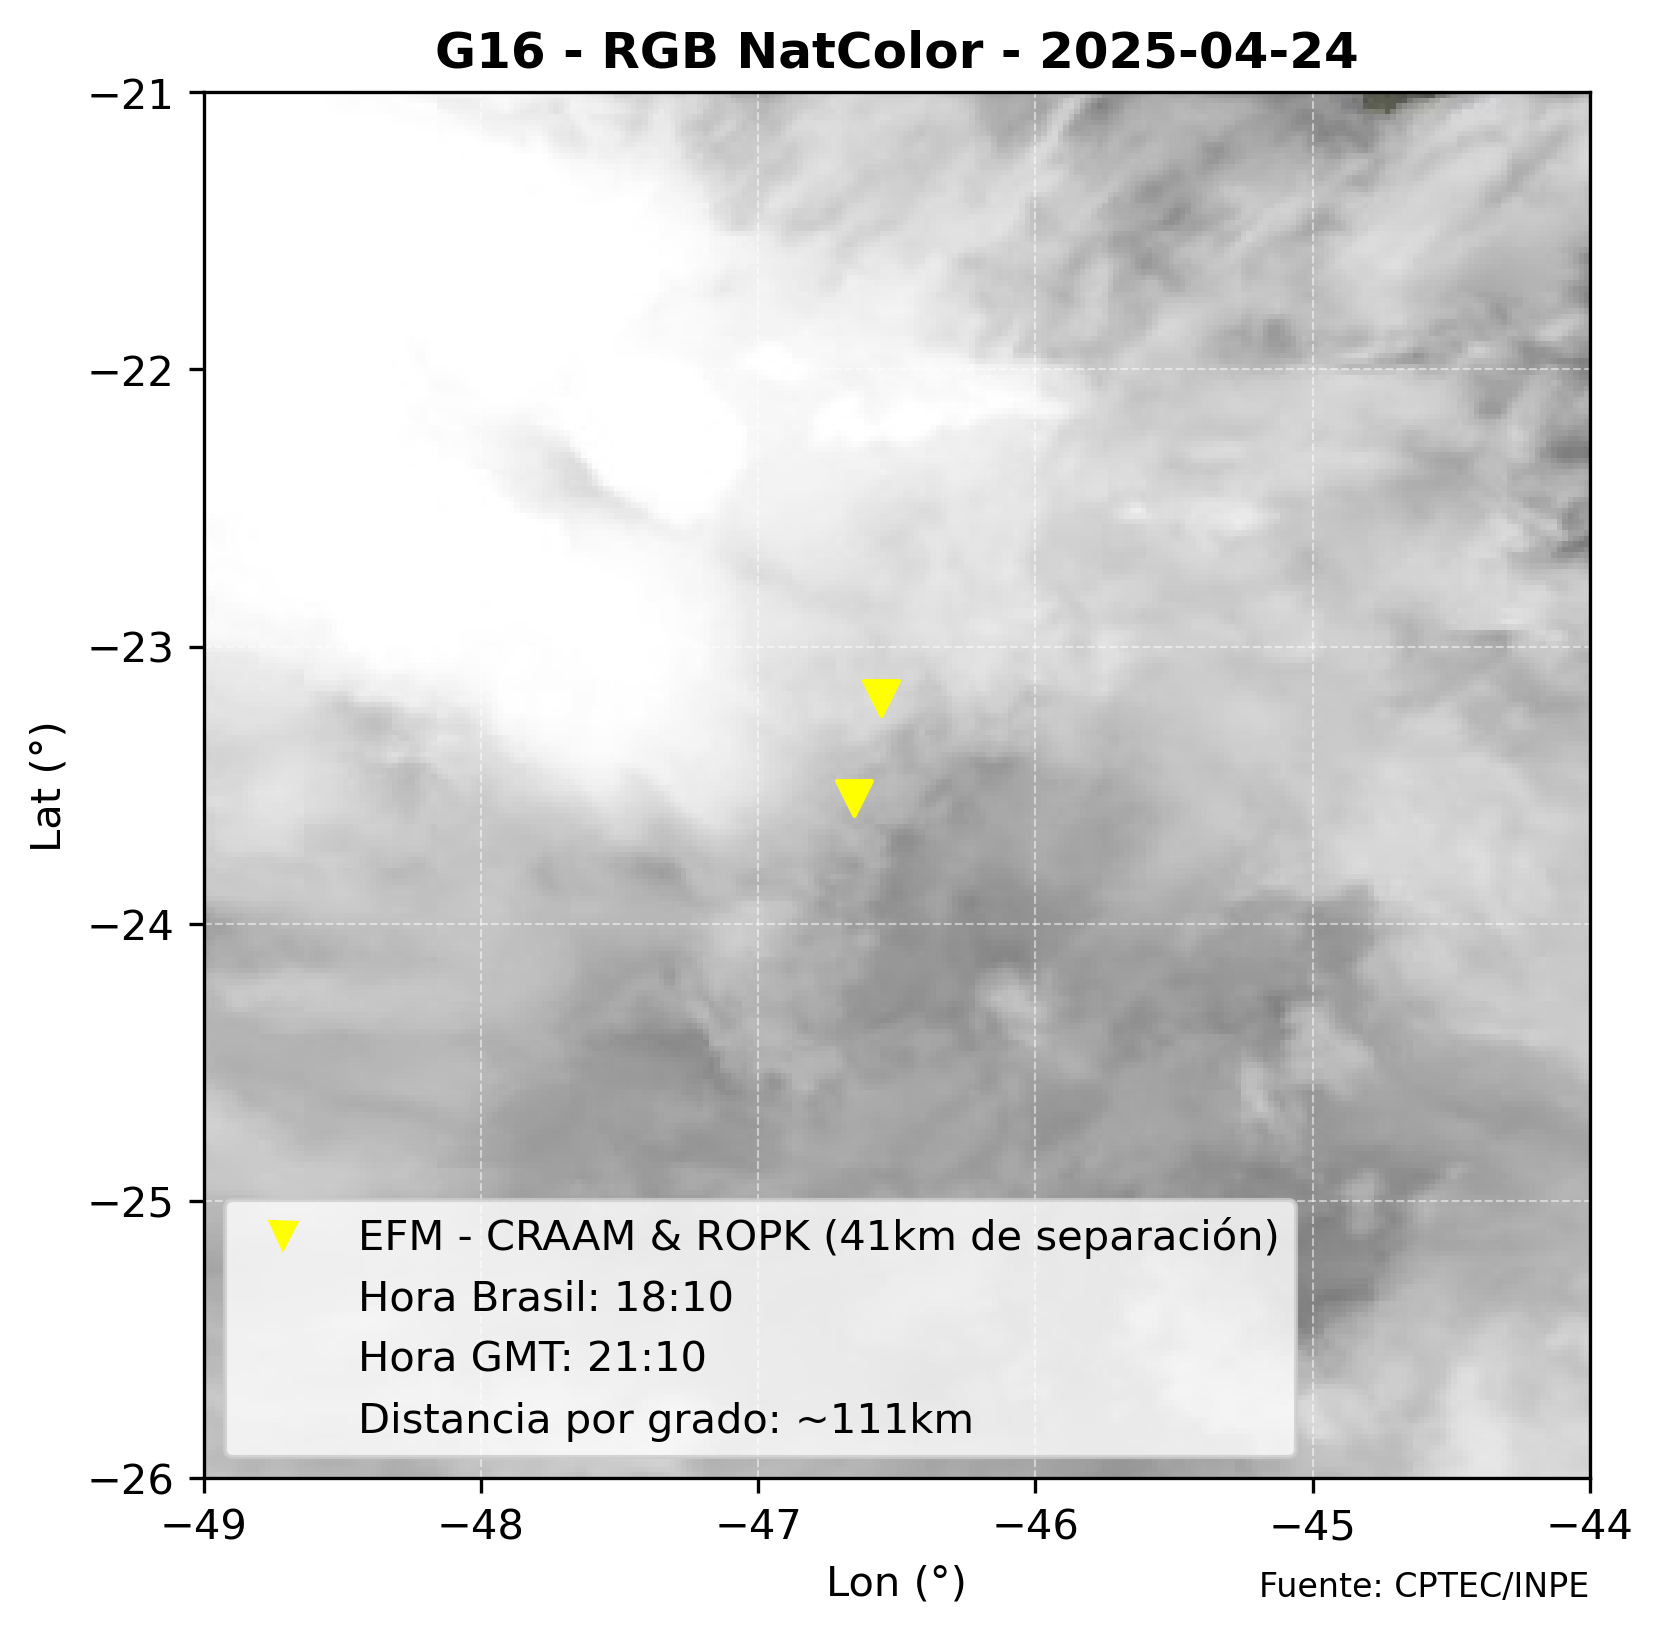 G16 - RGB NatColor - 2025-04-24
−21
−22
−23
−24
−25
−26
Lat (°)
EFM - CRAAM & ROPK (41km de separación)
Hora Brasil: 18:10
Hora GMT: 21:10
Distancia por grado: ~111km
−49 −48 −47 −46 −45 −44
Lon (°)
Fuente: CPTEC/INPE